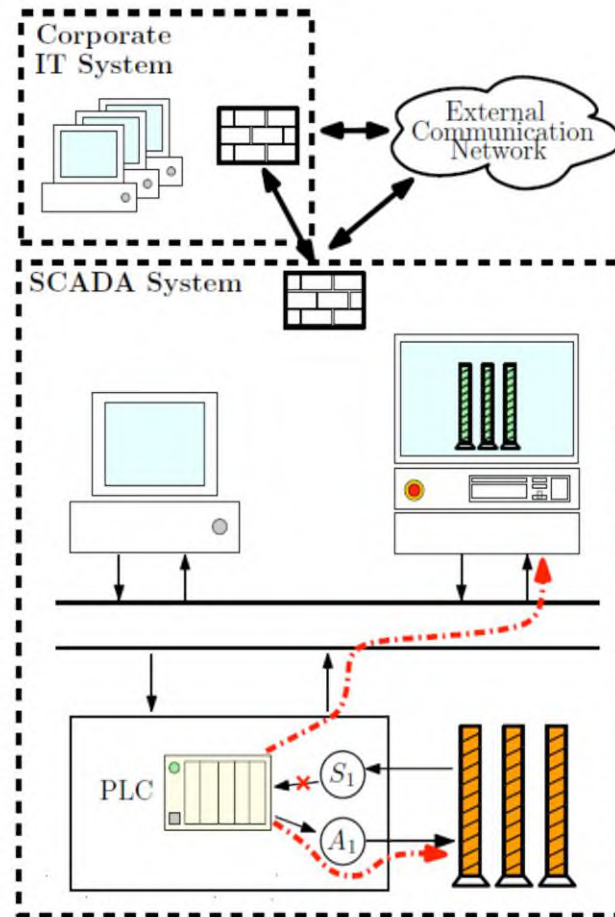 Corporate
IT System
External
Communication
Network
SCADA System
PLC
S₁
A₁